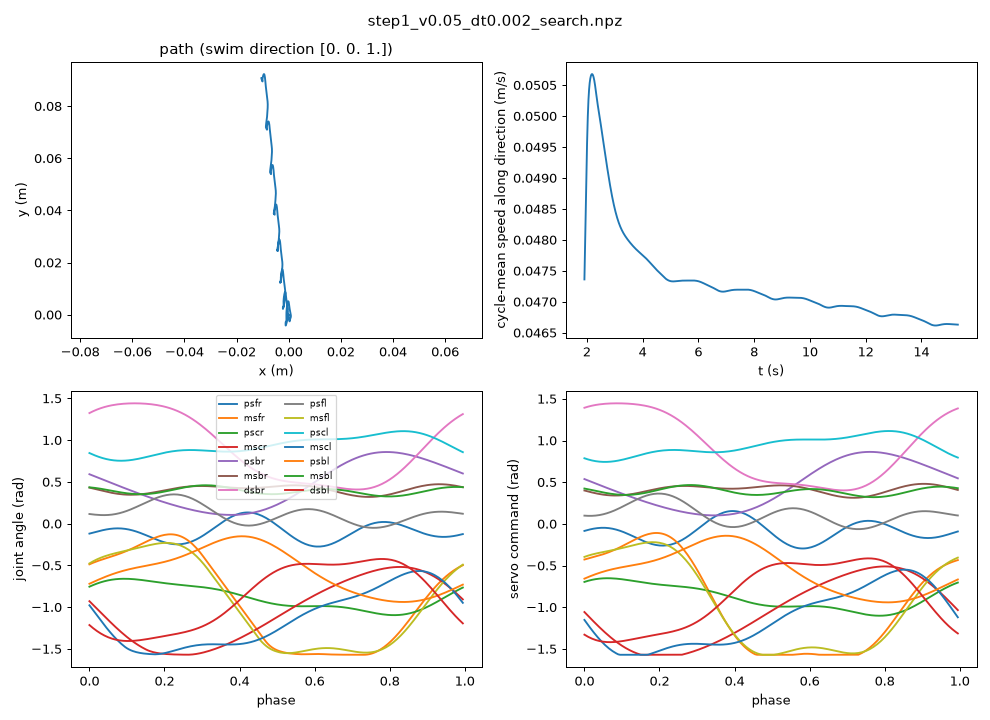 step1_v0.05_dt0.002_search.npz
path (swim direction [0. 0. 1.])
y (m)
0.08
0.06
0.04
0.02
0.00
−0.08 −0.06 −0.04 −0.02 0.00 0.02 0.04 0.06
x (m)
cycle-mean speed along direction (m/s)
0.0505
0.0500
0.0495
0.0490
0.0485
0.0480
0.0475
0.0470
0.0465
2 4 6 8 10 12 14
t (s)
joint angle (rad)
1.5
1.0
0.5
0.0
−0.5
−1.0
−1.5
psfr psfl
msfr msfl
pscr pscl
mscr mscl
psbr psbl
msbr msbl
dsbr dsbl
0.0 0.2 0.4 0.6 0.8 1.0
phase
servo command (rad)
1.5
1.0
0.5
0.0
−0.5
−1.0
−1.5
0.0 0.2 0.4 0.6 0.8 1.0
phase